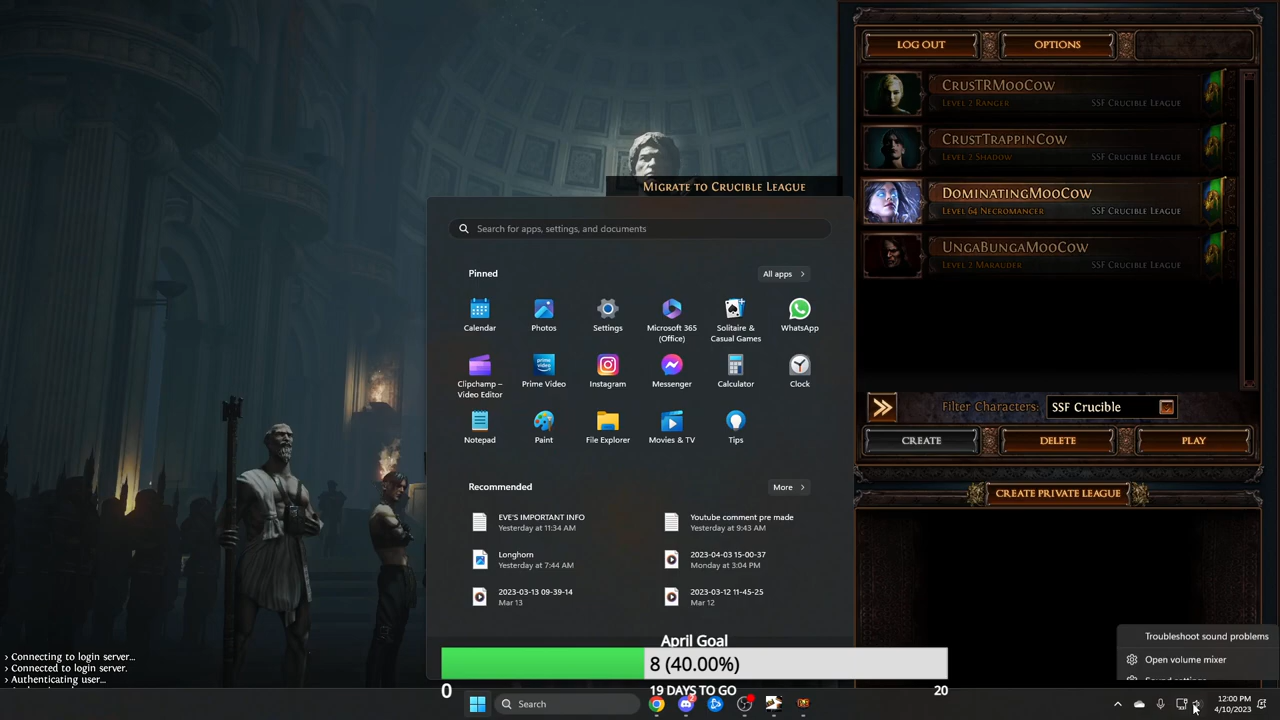 LOG OUT
OPTIONS
CrusTRMooCow
Level 2 Ranger
SSF Crucible League
CrustTrappinCow
Level 2 Shadow
SSF Crucible League
Migrate to Crucible League
DominatingMooCow
Level 64 Necromancer
SSF Crucible League
UngaBungaMooCow
Level 2 Marauder
SSF Crucible League
Filter Characters:
SSF Crucible
CREATE
DELETE
PLAY
CREATE PRIVATE LEAGUE
Search for apps, settings, and documents
Pinned
All apps
Calendar
Photos
Settings
Microsoft 365
(Office)
Solitaire &
Casual Games
WhatsApp
Clipchamp –
Video Editor
Prime Video
Instagram
Messenger
Calculator
Clock
Notepad
Paint
File Explorer
Movies & TV
Tips
Recommended
More
EVE'S IMPORTANT INFO
Yesterday at 11:34 AM
Youtube comment pre made
Yesterday at 9:43 AM
Longhorn
Yesterday at 7:44 AM
2023-04-03 15-00-37
Monday at 3:04 PM
2023-03-13 09-39-14
Mar 13
2023-03-12 11-45-25
Mar 12
April Goal
8 (40.00%)
0
19 DAYS TO GO
20
> Connecting to login server...
> Connected to login server.
> Authenticating user...
Troubleshoot sound problems
Open volume mixer
Sound settings
Search
12:00 PM
4/10/2023